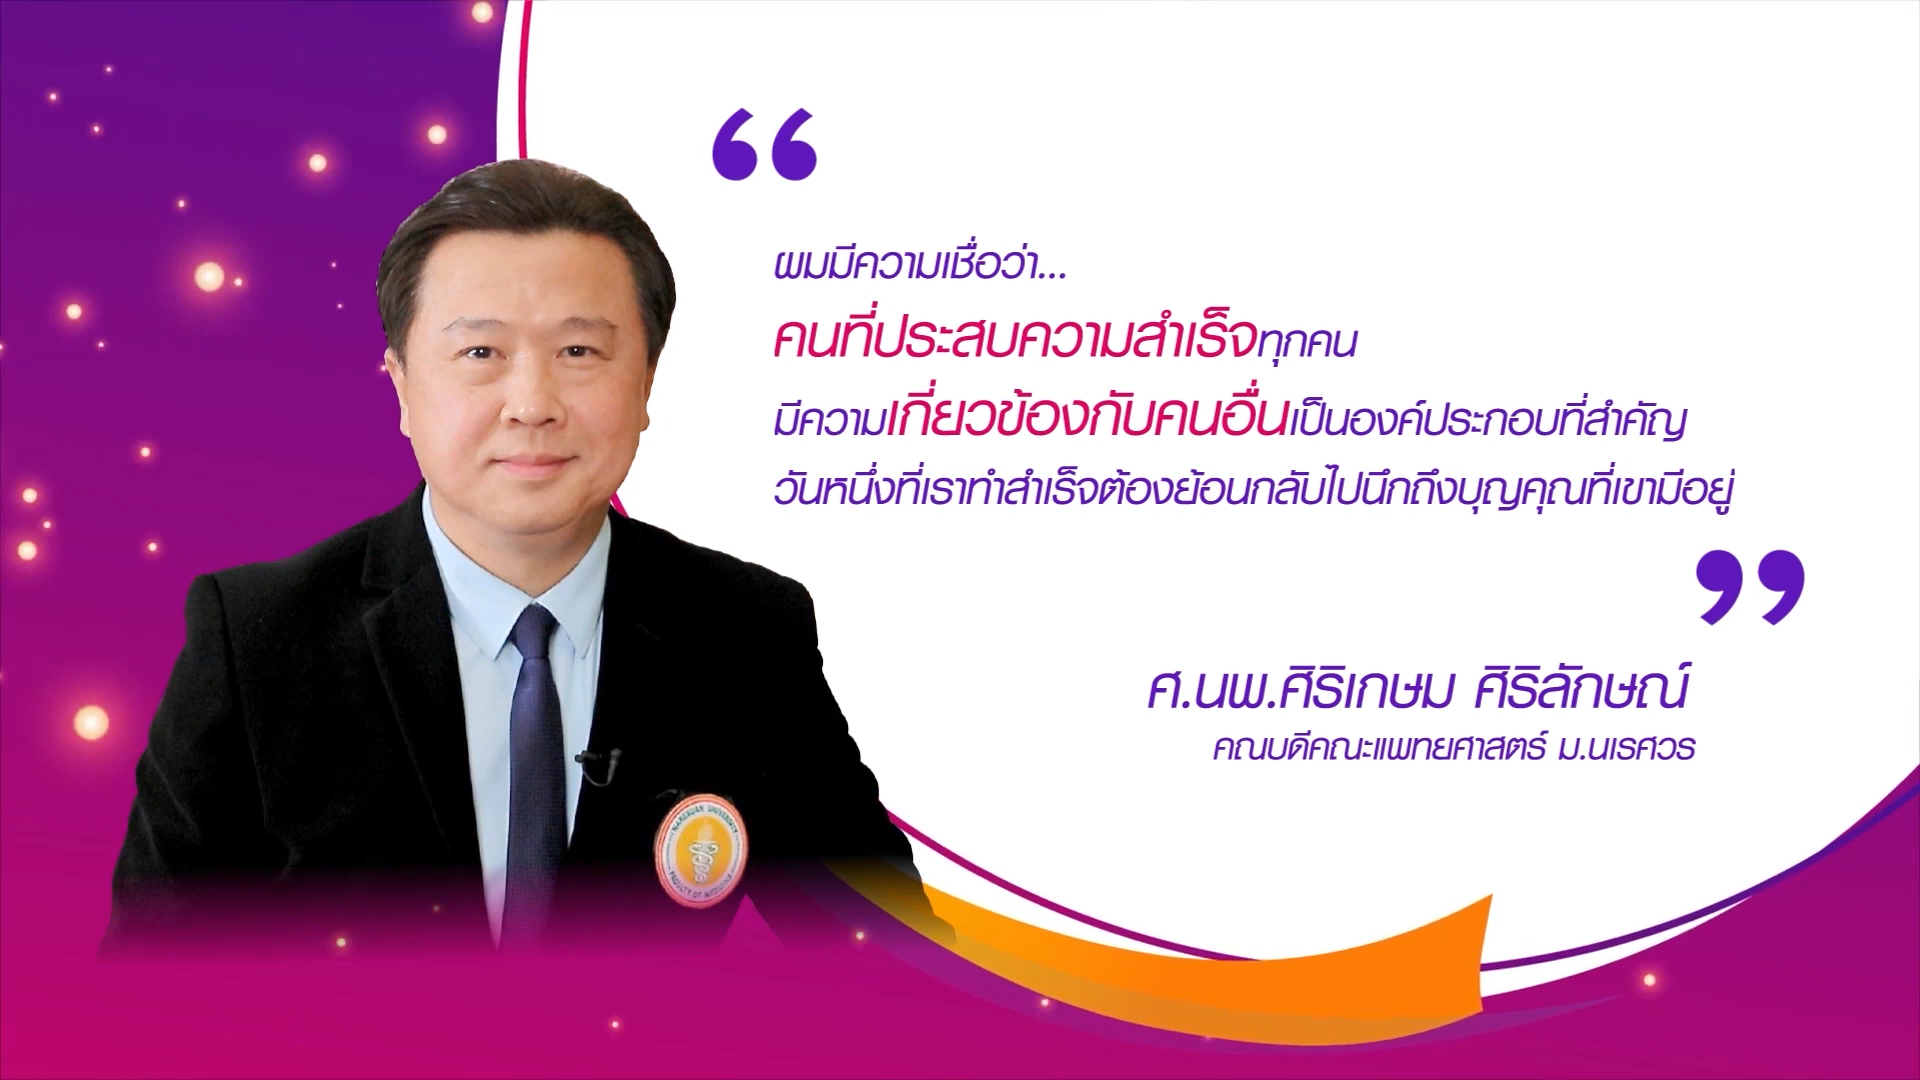 “
ผมมีความเชื่อว่า...
คนที่ประสบความสำเร็จทุกคน
มีความเกี่ยวข้องกับคนอื่นเป็นองค์ประกอบที่สำคัญ
วันหนึ่งที่เราทำสำเร็จต้องย้อนกลับไปนึกถึงบุญคุณที่เขามีอยู่
”
ศ.นพ.ศิริเกษม ศิริลักษณ์
คณบดีคณะแพทยศาสตร์ ม.นเรศวร
NARESUAN UNIVERSITY
FACULTY OF MEDICINE